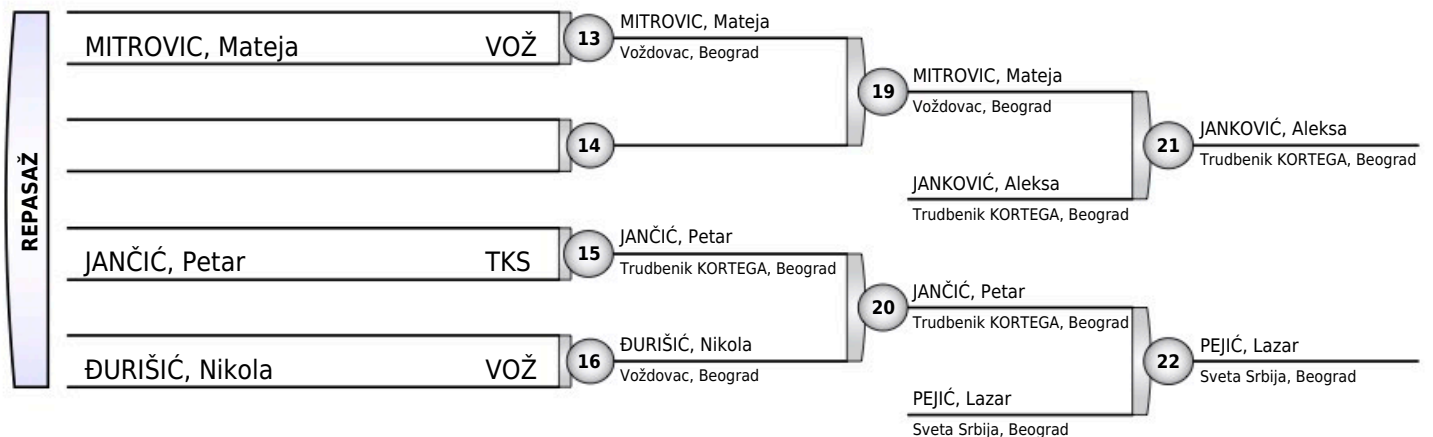 REPASAŽ
MITROVIC, Mateja VOŽ
13
MITROVIC, Mateja
Voždovac, Beograd
14
19
MITROVIC, Mateja
Voždovac, Beograd
JANKOVIĆ, Aleksa
Trudbenik KORTEGA, Beograd
21
JANKOVIĆ, Aleksa
Trudbenik KORTEGA, Beograd
JANČIĆ, Petar TKS
15
JANČIĆ, Petar
Trudbenik KORTEGA, Beograd
ĐURIŠIĆ, Nikola VOŽ
16
ĐURIŠIĆ, Nikola
Voždovac, Beograd
20
JANČIĆ, Petar
Trudbenik KORTEGA, Beograd
PEJIĆ, Lazar
Sveta Srbija, Beograd
22
PEJIĆ, Lazar
Sveta Srbija, Beograd